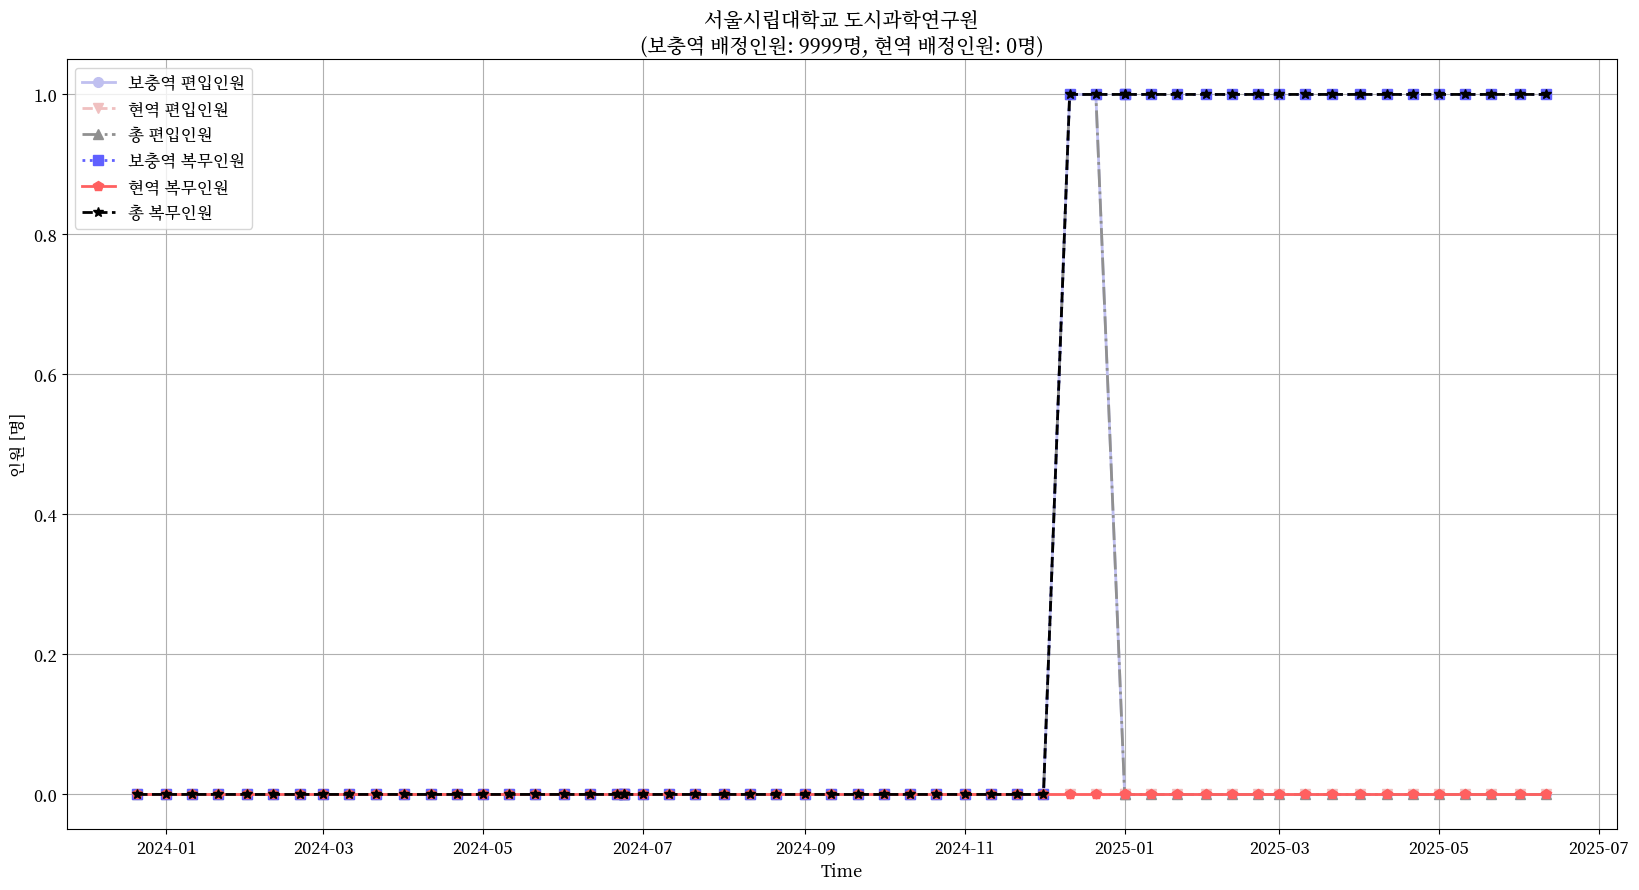 서울시립대학교 도시과학연구원
(보충역 배정인원: 9999명, 현역 배정인원: 0명)
보충역 편입인원
현역 편입인원
총 편입인원
보충역 복무인원
현역 복무인원
총 복무인원
인원 [명]
1.0
0.8
0.6
0.4
0.2
0.0
2024-01
2024-03
2024-05
2024-07
2024-09
2024-11
2025-01
2025-03
2025-05
2025-07
Time